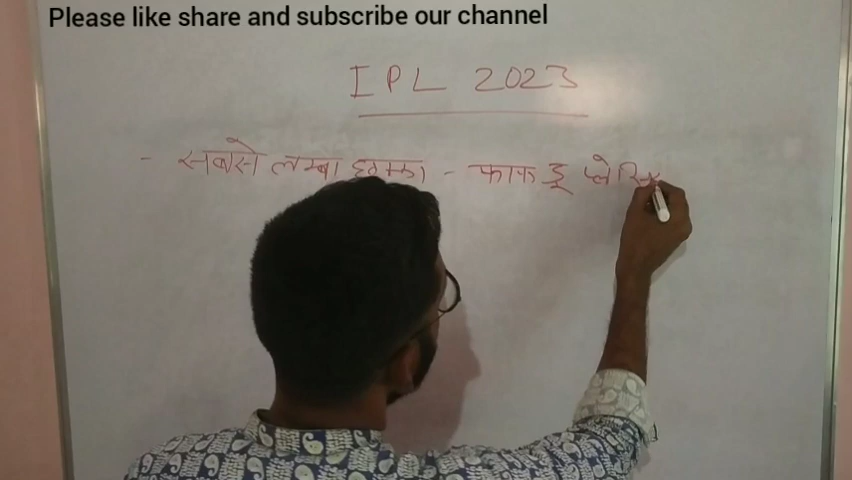 Please like share and subscribe our channel
IPL 2023
- सबसे लम्बा छक्का - फाफ डू प्लेसि